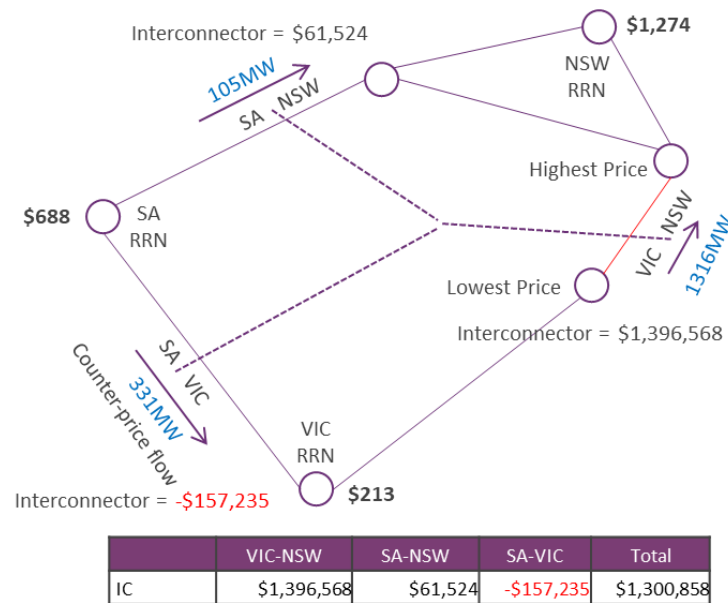 Interconnector = $61,524
$1,274
NSW
RRN
105MW
SA NSW
Highest Price
$688
SA
RRN
VIC NSW
1316MW
Lowest Price
Interconnector = $1,396,568
SA VIC
331MW
Counter-price flow
VIC
RRN
Interconnector = -$157,235
$213
VIC-NSW SA-NSW SA-VIC Total
IC $1,396,568 $61,524 -$157,235 $1,300,858